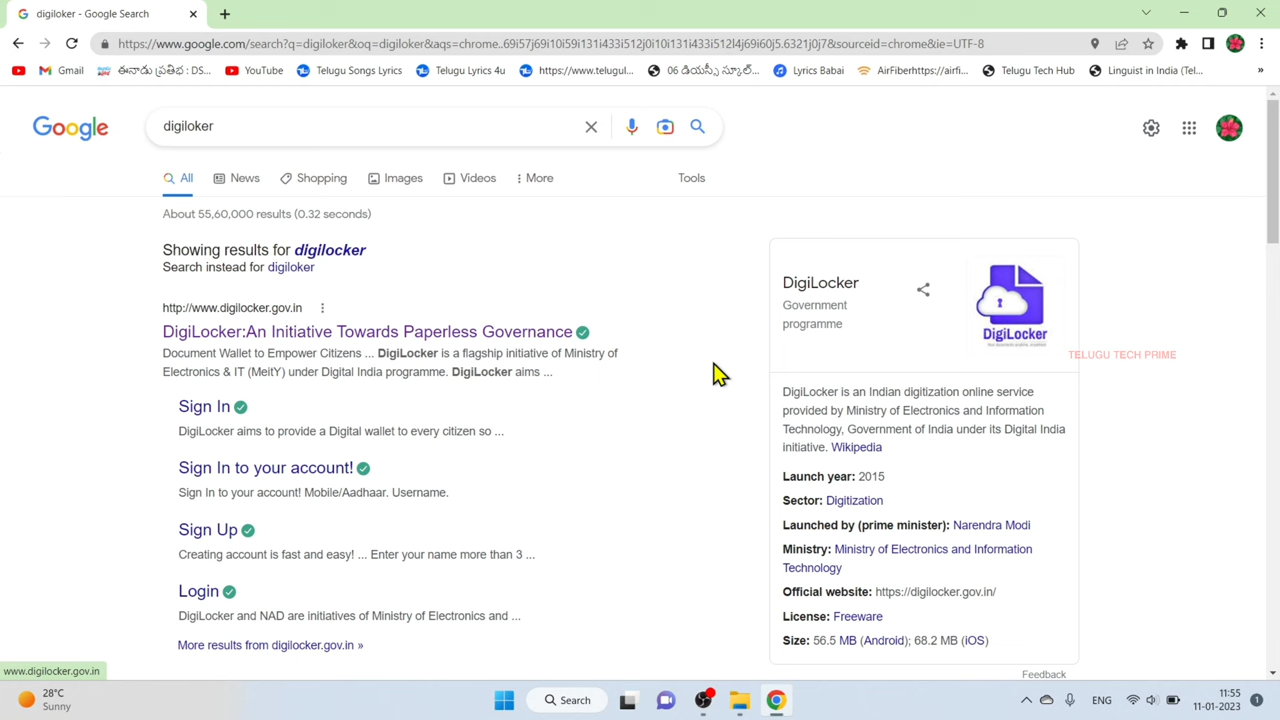 digiloker - Google Search
https://www.google.com/search?q=digiloker&oq=digiloker&aqs=chrome..69i57j69i10i59i131i433i512j0i10i131i433i512l4j69i60j5.6321j0j7&sourceid=chrome&ie=UTF-8
Gmail ఈనాడు ప్రతిభ : DS... YouTube Telugu Songs Lyrics Telugu Lyrics 4u https://www.telugul... 06 డియస్సీ స్కూల్... Lyrics Babai AirFiberhttps://airfi... Telugu Tech Hub Linguist in India (Tel... »
Google digiloker
All News Shopping Images Videos More Tools
About 55,60,000 results (0.32 seconds)
Showing results for digilocker
Search instead for digiloker
http://www.digilocker.gov.in
DigiLocker:An Initiative Towards Paperless Governance
Document Wallet to Empower Citizens ... DigiLocker is a flagship initiative of Ministry of
Electronics & IT (MeitY) under Digital India programme. DigiLocker aims ...
Sign In
DigiLocker aims to provide a Digital wallet to every citizen so ...
Sign In to your account!
Sign In to your account! Mobile/Aadhaar. Username.
Sign Up
Creating account is fast and easy! ... Enter your name more than 3 ...
Login
DigiLocker and NAD are initiatives of Ministry of Electronics and ...
More results from digilocker.gov.in »
DigiLocker
Government
programme
DigiLocker
TELUGU TECH PRIME
DigiLocker is an Indian digitization online service
provided by Ministry of Electronics and Information
Technology, Government of India under its Digital India
initiative. Wikipedia
Launch year: 2015
Sector: Digitization
Launched by (prime minister): Narendra Modi
Ministry: Ministry of Electronics and Information
Technology
Official website: https://digilocker.gov.in/
License: Freeware
Size: 56.5 MB (Android); 68.2 MB (iOS)
Feedback
www.digilocker.gov.in
28°C
Sunny
Search
ENG
11:55
11-01-2023
1